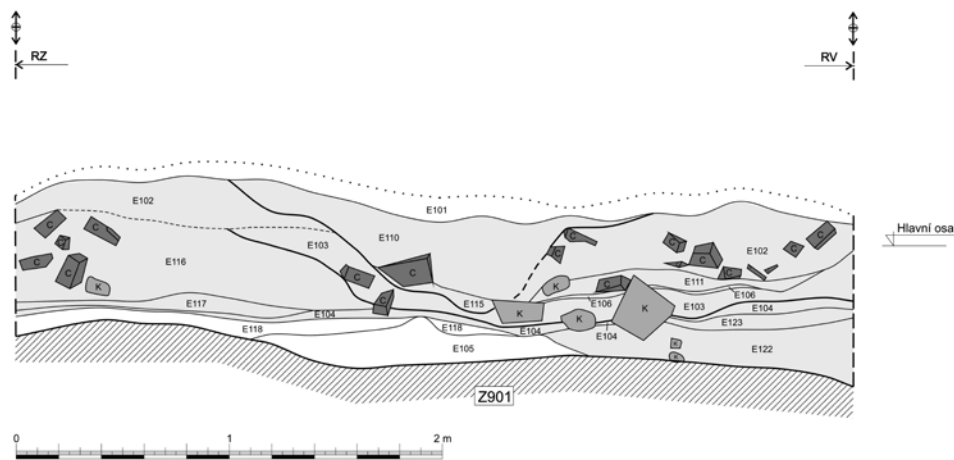 RZ RV
Hlavní osa
E101
E102
E110
E103
E102
C C C
C C C
E116
C C C C
C C C C
K K
E111
E106
E115
E106
E103
E104
K K
E117
E104
C
E104
E104
E123
K
E118
E118
E105
E122
K
K
Z901
0 1 2 m